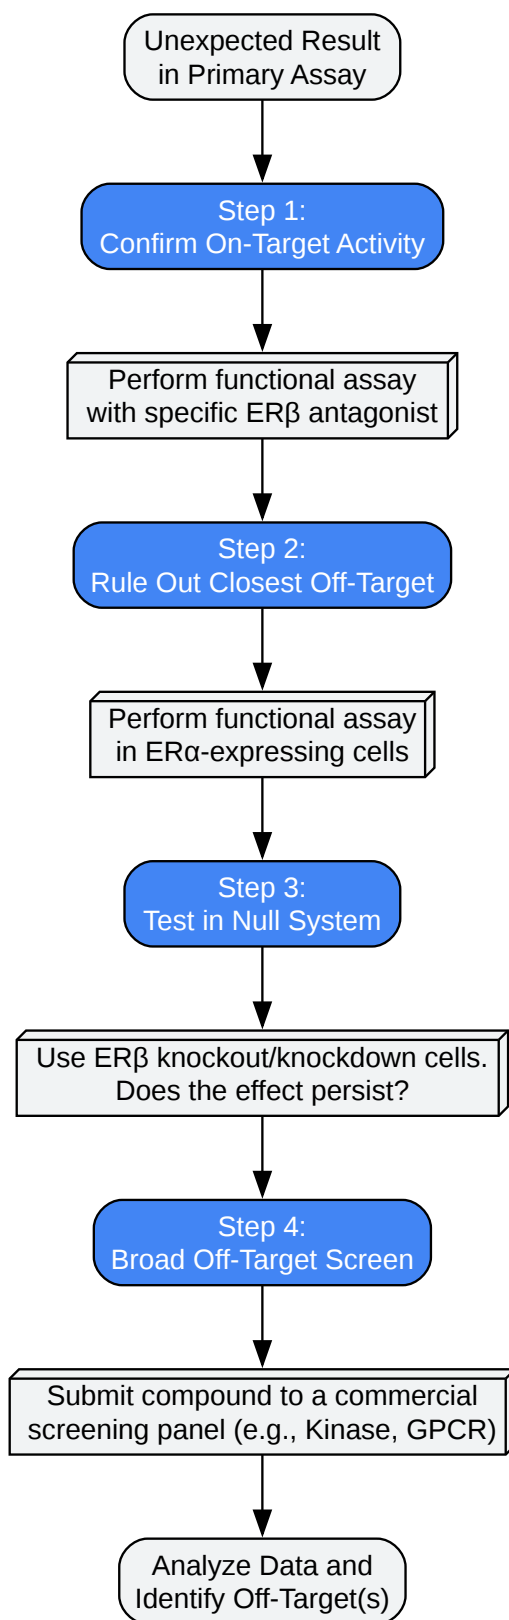 Unexpected Result
in Primary Assay
Step 1:
Confirm On-Target Activity
Perform functional assay
with specific ERβ antagonist
Step 2:
Rule Out Closest Off-Target
Perform functional assay
in ERα-expressing cells
Step 3:
Test in Null System
Use ERβ knockout/knockdown cells.
Does the effect persist?
Step 4:
Broad Off-Target Screen
Submit compound to a commercial
screening panel (e.g., Kinase, GPCR)
Analyze Data and
Identify Off-Target(s)